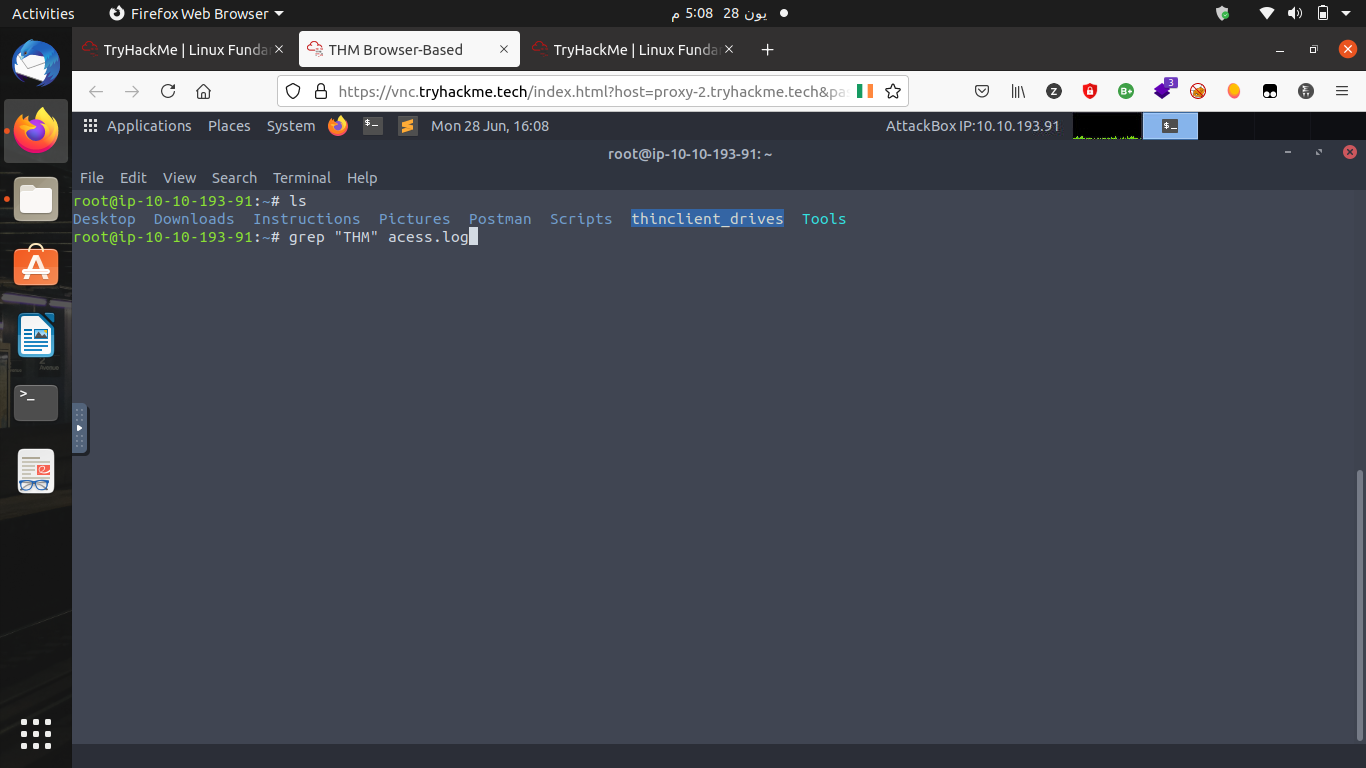 Activities Firefox Web Browser يون 28 5:08 م
TryHackMe | Linux Funda THM Browser-Based TryHackMe | Linux Funda
https://vnc.tryhackme.tech/index.html?host=proxy-2.tryhackme.tech&pa 3
Applications Places System Mon 28 Jun, 16:08 AttackBox IP:10.10.193.91
root@ip-10-10-193-91: ~
File Edit View Search Terminal Help
root@ip-10-10-193-91:~# ls
Desktop Downloads Instructions Pictures Postman Scripts thinclient_drives Tools
root@ip-10-10-193-91:~# grep "THM" acess.log